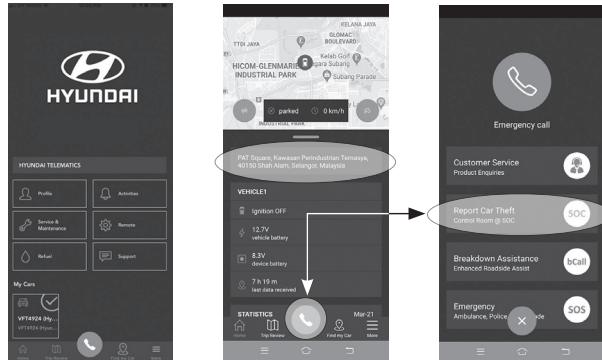 HYUNDAI
HYUNDAI TELEMATICS
Profile
Activities
Service &
Maintenance
Remote
Refuel
Support
My Cars
VFT4924 (Hy...
VFT4924 (Hyun...
Home
Trip Review
Find my Car
More
KELANA JAYA
TTDI JAYA
GLOMAC
BOULEVARD
Kelab Golf
HICOM-GLENMARIE
INDUSTRIAL PARK
Negara Subang
Subang Parade
parked
0 km/h
INDUSTRIAL PARK
PAT Square, Kawasan Perindustrian Temasya,
40150 Shah Alam, Selangor, Malaysia
VEHICLE1
Ignition OFF
12.7V
vehicle battery
8.3V
device battery
7 h 19 m
last data received
STATISTICS
Mar-21
Home
Trip Review
Find my Car
More
Emergency call
Customer Service
Product Enquiries
Report Car Theft
Control Room @ SOC
SOC
Breakdown Assistance
Enhanced Roadside Assist
bCall
Emergency
Ambulance, Police
SOS